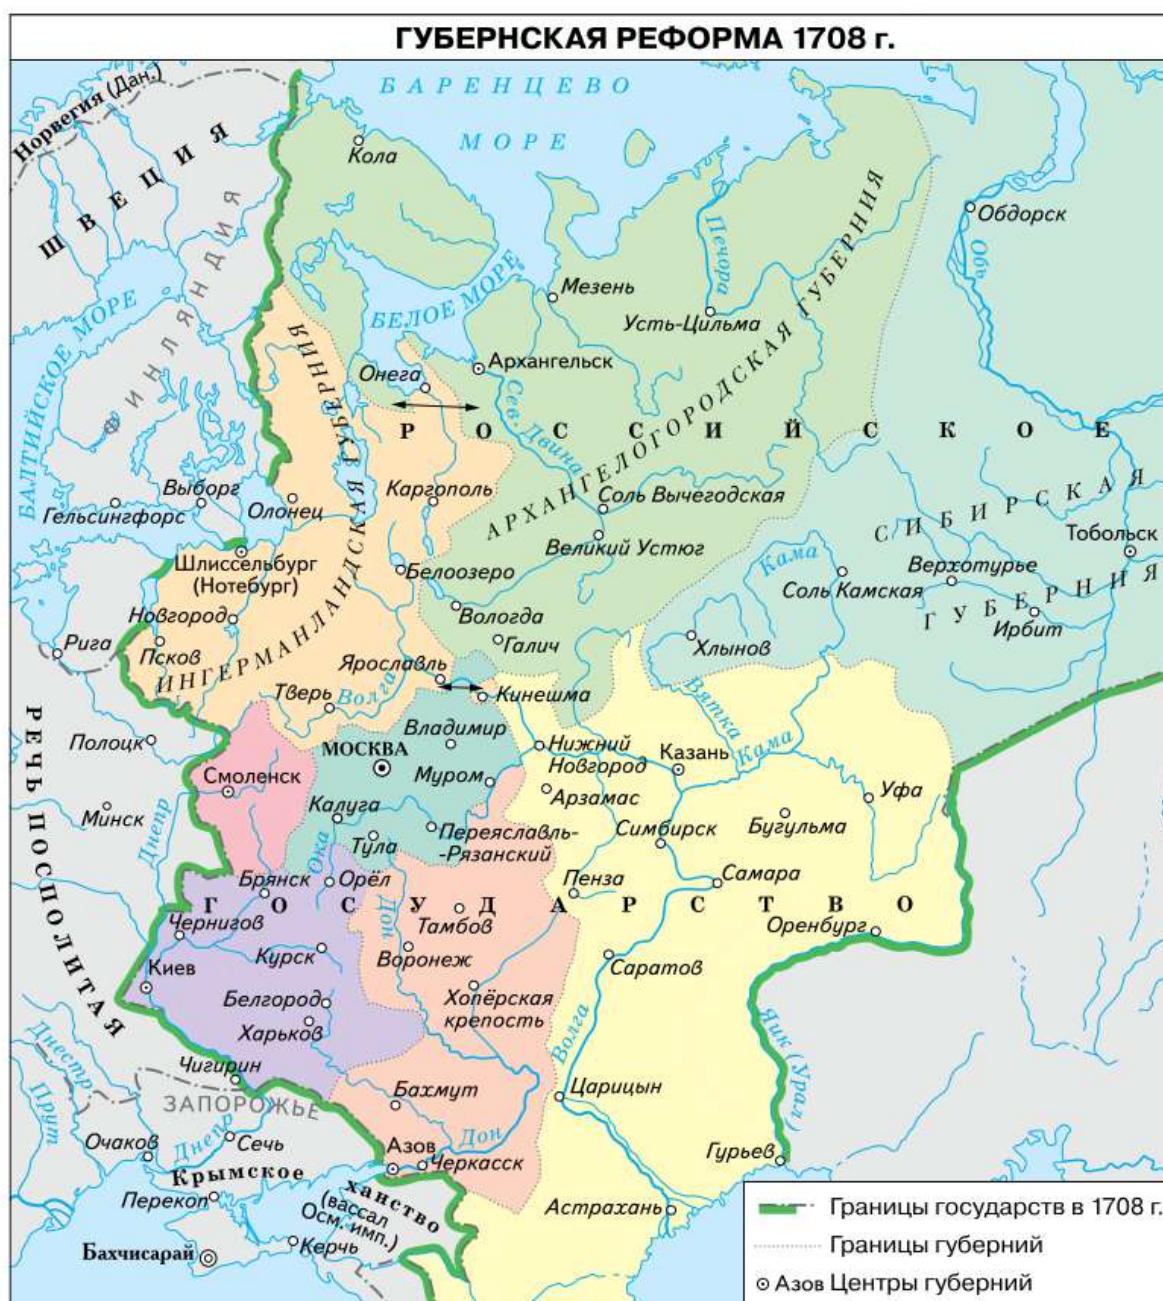 ГУБЕРНСКАЯ РЕФОРМА 1708 г.
БАРЕНЦЕВО
МОРЕ
Норвегия (Дан.)
ШВЕЦИЯ
ФИНЛЯНДИЯ
БАЛТИЙСКОЕ МОРЕ
Кола
Обдорск
Обь
Печора
Мезень
Усть-Цильма
БЕЛОЕ МОРЕ
Архангельск
Онега
Сев. Двина
АРХАНГЕЛОГОРОДСКАЯ ГУБЕРНИЯ
РОССИЙСКОЕ
ИНГЕРМАНЛАНДСКАЯ ГУБЕРНИЯ
Выборг
Гельсингфорс
Олонец
Каргополь
Соль Вычегодская
Великий Устюг
СИБИРСКАЯ
ГУБЕРНИЯ
Тобольск
Кама
Соль Камская
Верхотурье
Ирбит
Шлиссельбург
(Нотебург)
Белоозеро
Новгород
Вологда
Галич
Хлынов
Рига
Псков
Ярославль
Кинешма
Тверь
Волга
Вятка
Владимир
Полоцк
МОСКВА
Нижний
Новгород
Казань
Кама
Смоленск
Муром
Арзамас
Уфа
Минск
Днепр
Калуга
Тула
Переяславль-
-Рязанский
Симбирск
Бугульма
РЕЧЬ ПОСПОЛИТАЯ
Ока
Брянск
Орёл
Дон
Пенза
Самара
ГОСУДАРСТВО
Чернигов
Тамбов
Оренбург
Курск
Воронеж
Саратов
Киев
Белгород
Хопёрская
крепость
Харьков
Волга
Яик (Урал)
Днестр
Чигирин
Прут
ЗАПОРОЖЬЕ
Бахмут
Царицын
Очаков
Днепр
Сечь
Азов
Дон
Черкасск
Гурьев
Крымское
ханство
(вассал
Осм. имп.)
Перекоп
Астрахань
Бахчисарай
Керчь
Границы государств в 1708 г.
Границы губерний
Азов Центры губерний